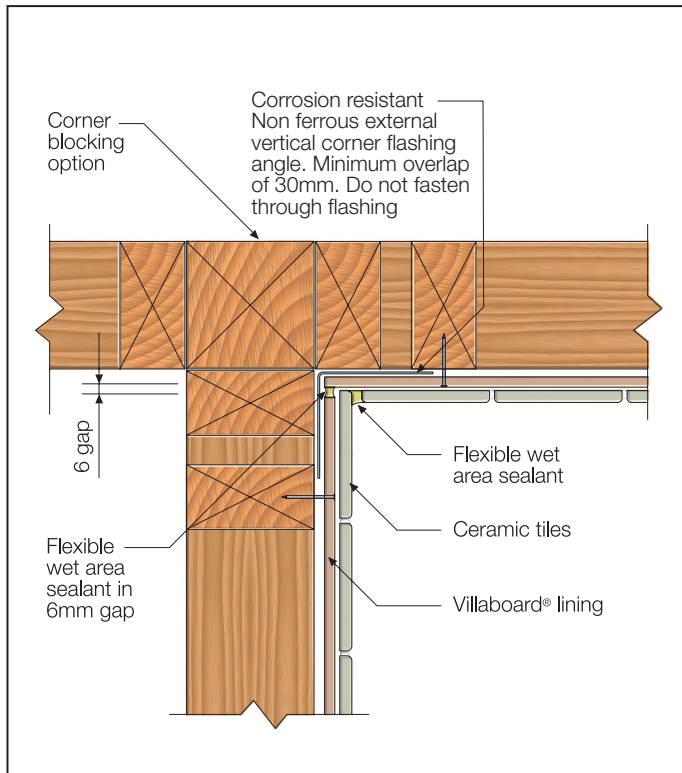 Corner
blocking
option
Corrosion resistant
Non ferrous external
vertical corner flashing
angle. Minimum overlap
of 30mm. Do not fasten
through flashing
6 gap
Flexible wet
area sealant
Ceramic tiles
Flexible
wet area
sealant in
6mm gap
Villaboard® lining